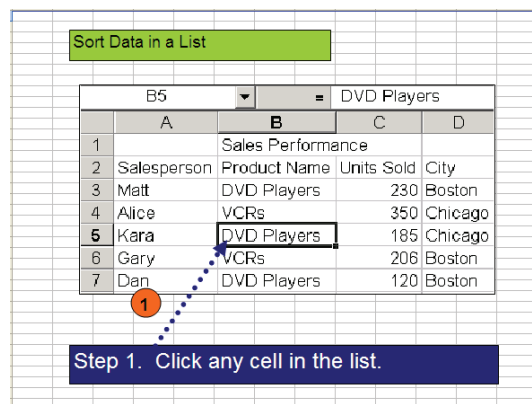 Sort Data in a List
B5 = DVD Players
A B C D
1 Sales Performance
2 Salesperson Product Name Units Sold City
3 Matt DVD Players 230 Boston
4 Alice VCRs 350 Chicago
5 Kara DVD Players 185 Chicago
6 Gary VCRs 206 Boston
7 Dan DVD Players 120 Boston
1
Step 1. Click any cell in the list.